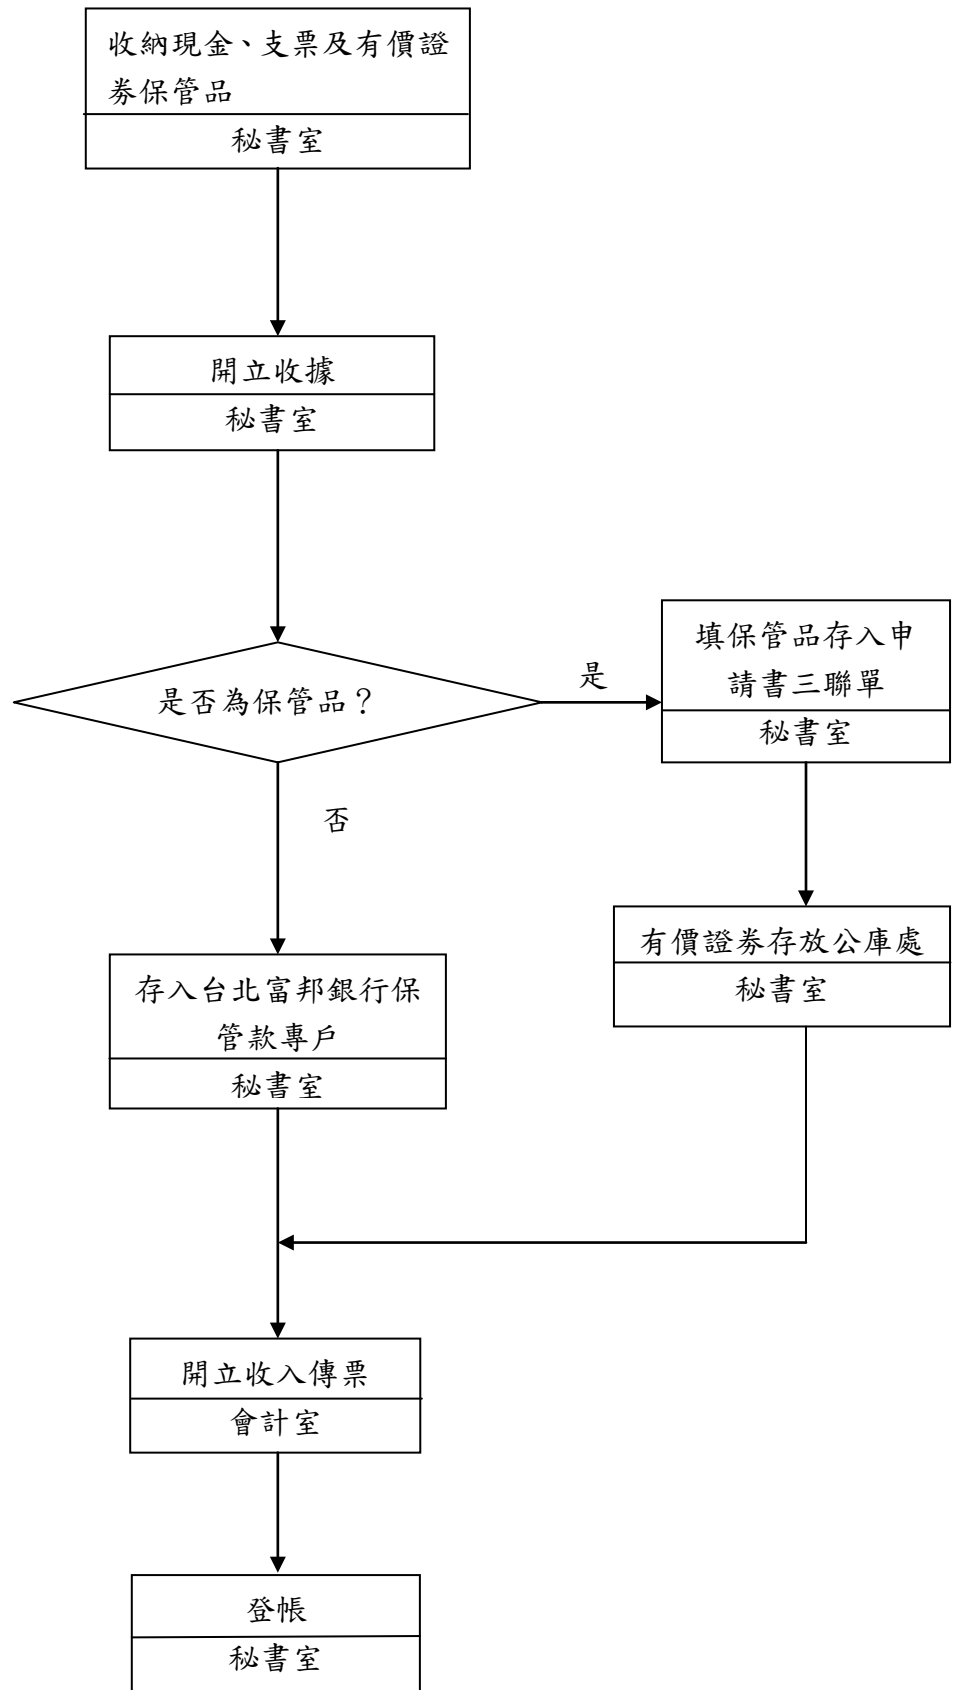 收納現金、支票及有價證
券保管品
秘書室
開立收據
秘書室
是否為保管品？
是
填保管品存入申
請書三聯單
秘書室
否
有價證券存放公庫處
秘書室
存入台北富邦銀行保
管款專戶
秘書室
開立收入傳票
會計室
登帳
秘書室